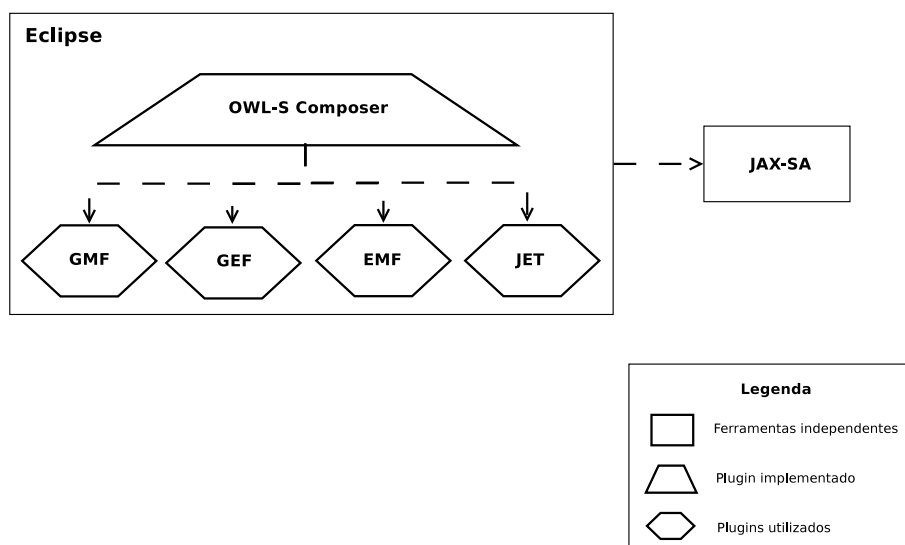 Eclipse
OWL-S Composer
JAX-SA
GMF
GEF
EMF
JET
Legenda
Ferramentas independentes
Plugin implementado
Plugins utilizados